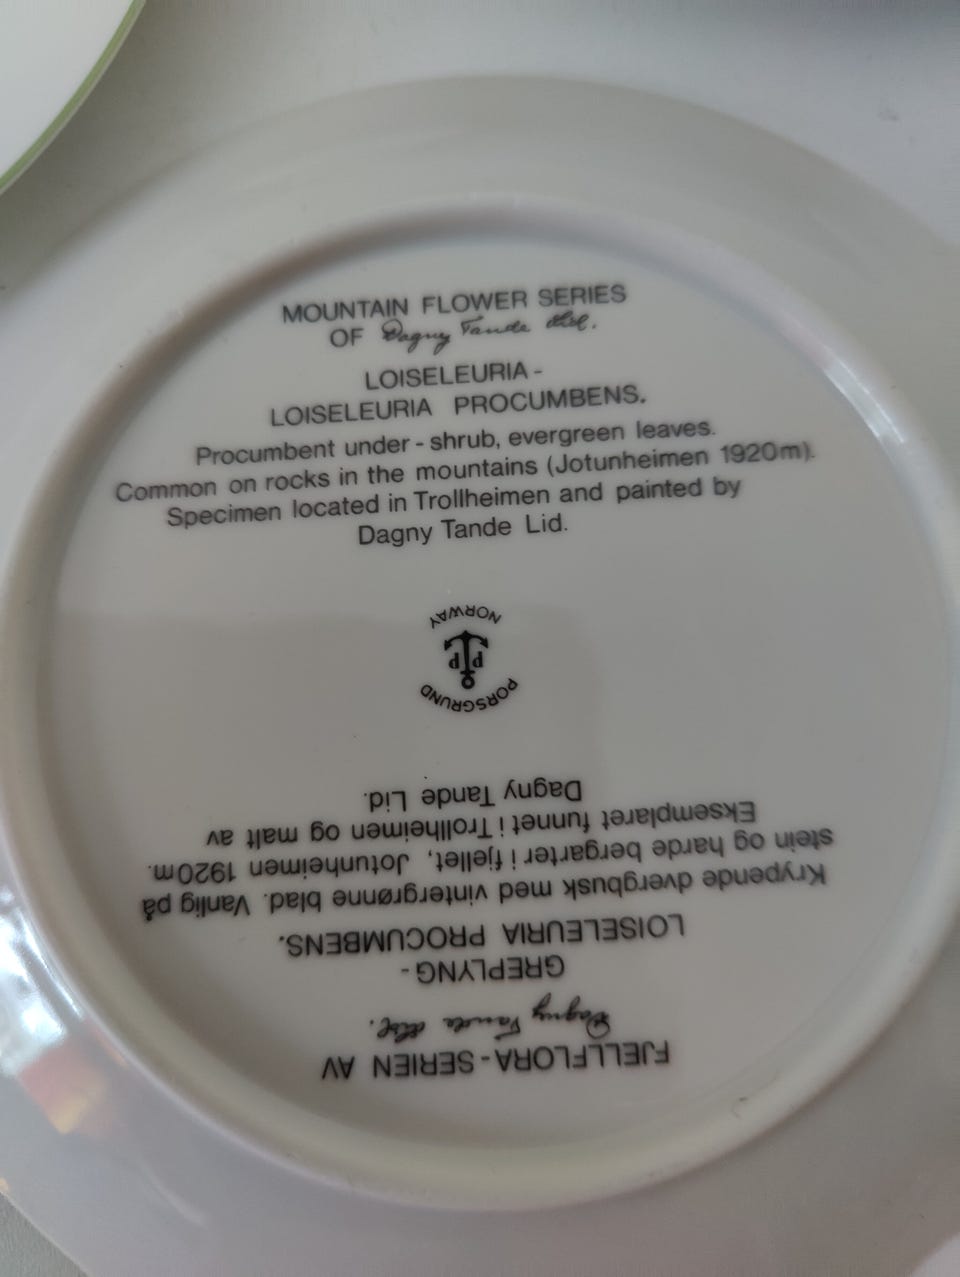 MOUNTAIN FLOWER SERIES
OF Dagny Tande Lid.
LOISELEURIA -
LOISELEURIA PROCUMBENS.
Procumbent under - shrub, evergreen leaves.
Common on rocks in the mountains (Jotunheimen 1920m).
Specimen located in Trollheimen and painted by
Dagny Tande Lid.
PORSGRUND
PP
NORWAY
FJELLFLORA - SERIEN AV
Dagny Tande Lid.
GREPLYNG -
LOISELEURIA PROCUMBENS.
Krypende dvergbusk med vintergrønne blad. Vanlig på
stein og harde bergarter i fjellet, Jotunheimen 1920m.
Eksemplaret funnet i Trollheimen og malt av
Dagny Tande Lid.